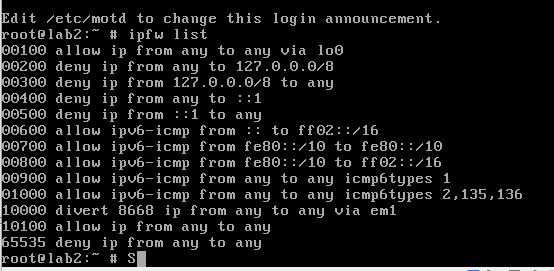 Edit /etc/motd to change this login announcement.
root@lab2:~ # ipfw list
00100 allow ip from any to any via lo0
00200 deny ip from any to 127.0.0.0/8
00300 deny ip from 127.0.0.0/8 to any
00400 deny ip from any to ::1
00500 deny ip from ::1 to any
00600 allow ipv6-icmp from :: to ff02::/16
00700 allow ipv6-icmp from fe80::/10 to fe80::/10
00800 allow ipv6-icmp from fe80::/10 to ff02::/16
00900 allow ipv6-icmp from any to any icmp6types 1
01000 allow ipv6-icmp from any to any icmp6types 2,135,136
10000 divert 8668 ip from any to any via em1
10100 allow ip from any to any
65535 deny ip from any to any
root@lab2:~ # S